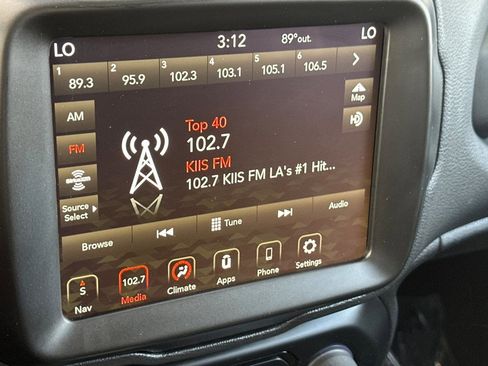 LO 3:12 89°out. LO
1 89.3 2 95.9 3 102.3 4 103.1 5 105.1 6 106.5
AM
Map
FM
HD
Top 40
102.7
KIIS FM
102.7 KIIS FM LA's #1 Hit...
SiriusXM
Source
Select
Browse Tune Audio
S 102.7
Nav Media Climate Apps Phone Settings